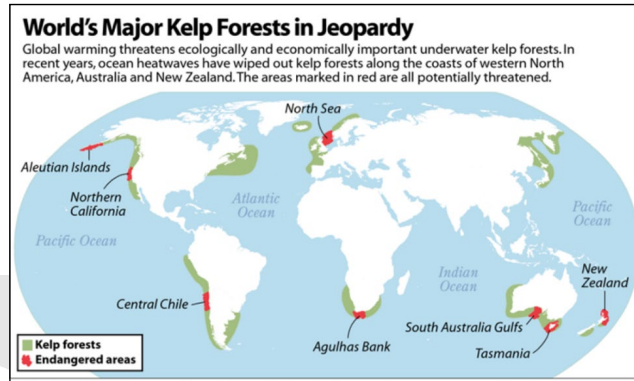 World's Major Kelp Forests in Jeopardy
Global warming threatens ecologically and economically important underwater kelp forests. In
recent years, ocean heatwaves have wiped out kelp forests along the coasts of western North
America, Australia and New Zealand. The areas marked in red are all potentially threatened.
North Sea
Aleutian Islands
Northern
California
Atlantic
Ocean
Pacific
Ocean
Pacific Ocean
Indian
Ocean
New
Zealand
Central Chile
South Australia Gulfs
Agulhas Bank
Tasmania
Kelp forests
Endangered areas